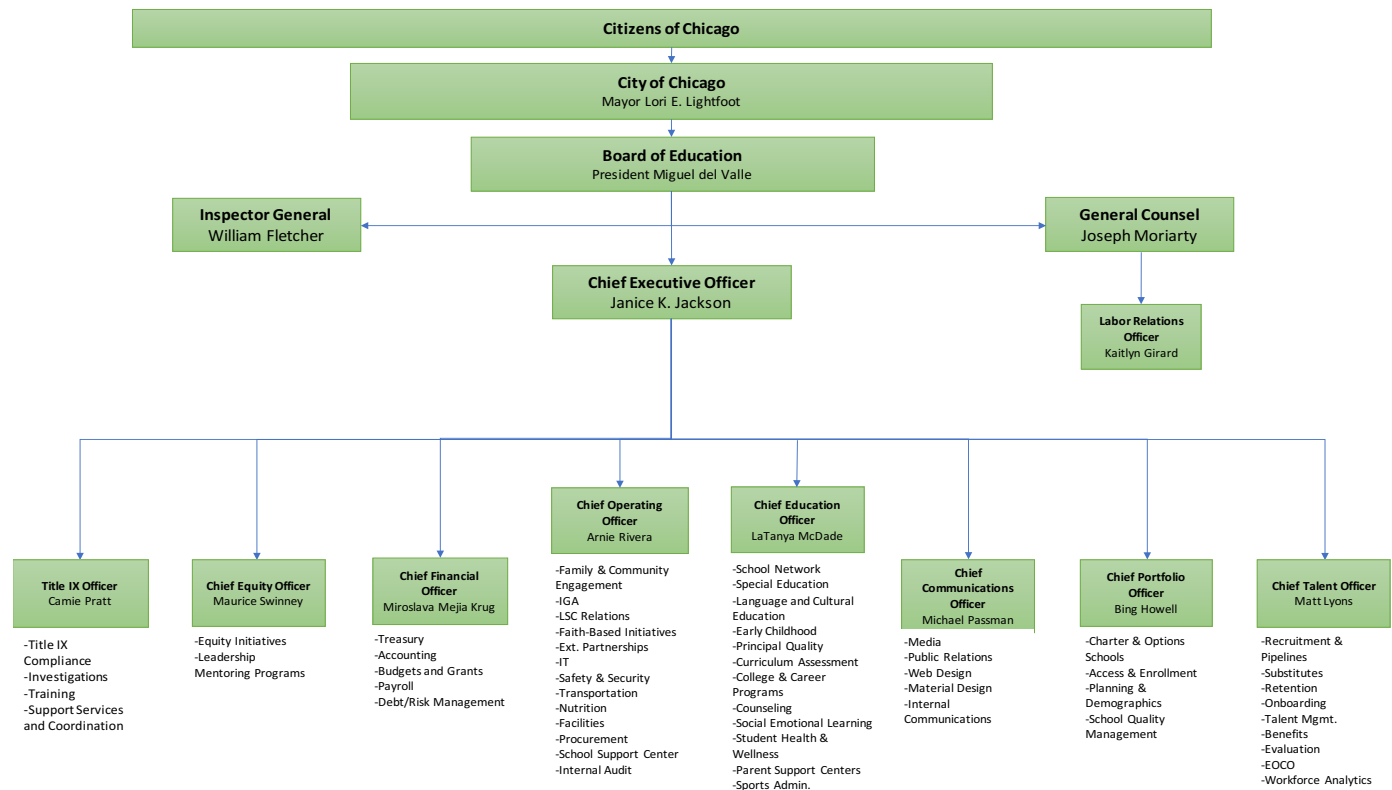 Citizens of Chicago
City of Chicago
Mayor Lori E. Lightfoot
Board of Education
President Miguel del Valle
Inspector General
William Fletcher
General Counsel
Joseph Moriarty
Chief Executive Officer
Janice K. Jackson
Labor Relations
Officer
Kaitlyn Girard
Title IX Officer
Camie Pratt
-Title IX
Compliance
-Investigations
-Training
-Support Services
and Coordination
Chief Equity Officer
Maurice Swinney
-Equity Initiatives
-Leadership
Mentoring Programs
Chief Financial
Officer
Miroslava Mejia Krug
-Treasury
-Accounting
-Budgets and Grants
-Payroll
-Debt/Risk Management
Chief Operating
Officer
Arnie Rivera
-Family & Community
Engagement
-IGA
-LSC Relations
-Faith-Based Initiatives
-Ext. Partnerships
-IT
-Safety & Security
-Transportation
-Nutrition
-Facilities
-Procurement
-School Support Center
-Internal Audit
Chief Education
Officer
LaTanya McDade
-School Network
-Special Education
-Language and Cultural
Education
-Early Childhood
-Principal Quality
-Curriculum Assessment
-College & Career
Programs
-Counseling
-Social Emotional Learning
-Student Health &
Wellness
-Parent Support Centers
-Sports Admin.
Chief
Communications
Officer
Michael Passman
-Media
-Public Relations
-Web Design
-Material Design
-Internal
Communications
Chief Portfolio
Officer
Bing Howell
-Charter & Options
Schools
-Access & Enrollment
-Planning &
Demographics
-School Quality
Management
Chief Talent Officer
Matt Lyons
-Recruitment &
Pipelines
-Substitutes
-Retention
-Onboarding
-Talent Mgmt.
-Benefits
-Evaluation
-EOCO
-Workforce Analytics